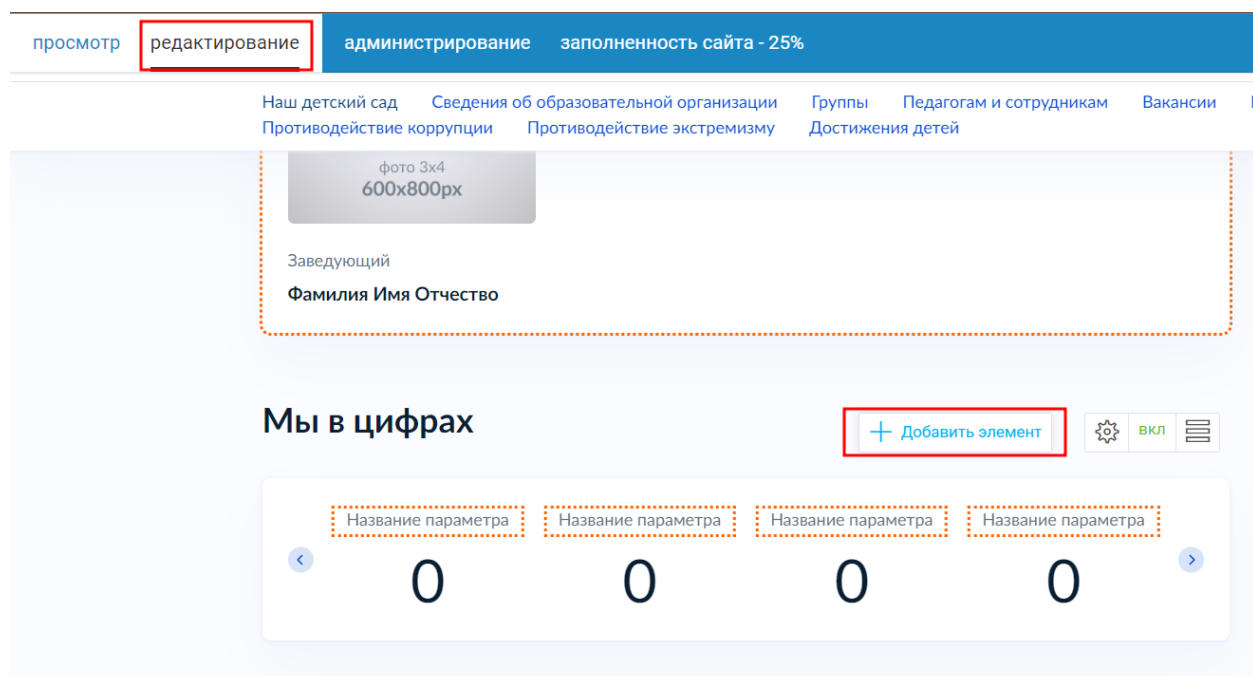 просмотр редактирование администрирование заполненность сайта - 25%
Наш детский сад Сведения об образовательной организации Группы Педагогам и сотрудникам Вакансии
Противодействие коррупции Противодействие экстремизму Достижения детей
фото 3x4
600x800px
Заведующий
Фамилия Имя Отчество
Мы в цифрах
Добавить элемент
вкл
Название параметра Название параметра Название параметра Название параметра
0 0 0 0